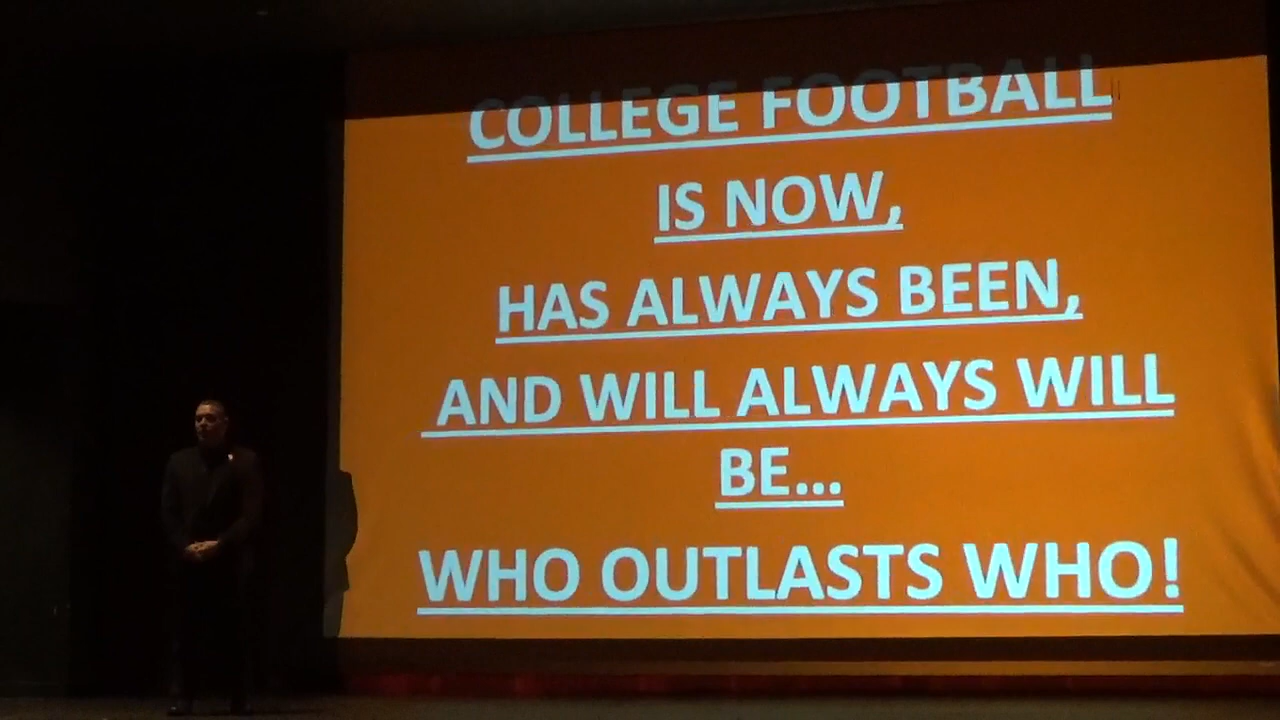 COLLEGE FOOTBALL
IS NOW,
HAS ALWAYS BEEN,
AND WILL ALWAYS WILL
BE...
WHO OUTLASTS WHO!